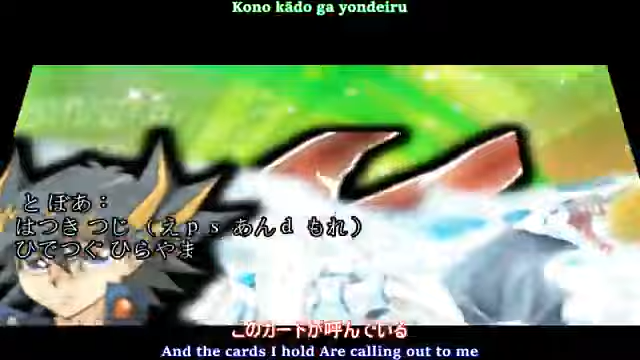 Kono kādo ga yondeiru
と ぼあ：
はつき つじ （えｐｓ あんｄ もれ）
ひでつぐ ひらやま
このカードが呼んでいる
And the cards I hold Are calling out to me